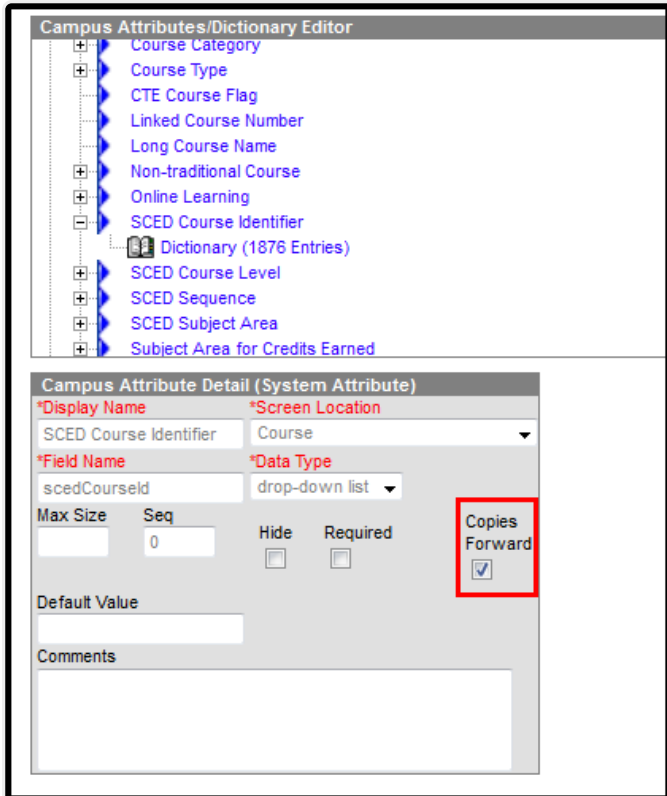 Campus Attributes/Dictionary Editor
Course Category
Course Type
CTE Course Flag
Linked Course Number
Long Course Name
Non-traditional Course
Online Learning
SCED Course Identifier
Dictionary (1876 Entries)
SCED Course Level
SCED Sequence
SCED Subject Area
Subject Area for Credits Earned
Campus Attribute Detail (System Attribute)
*Display Name *Screen Location
SCED Course Identifier Course
*Field Name *Data Type
scedCourseId drop-down list
Max Size Seq Hide Required Copies Forward
0
Default Value
Comments